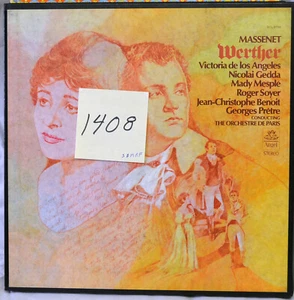 MASSENET
Werther
Victoria de los Angeles
Nicolai Gedda
Mady Mesplé
Roger Soyer
Jean-Christophe Benoit
Georges Prêtre
CONDUCTING
THE ORCHESTRE DE PARIS
Angel
1408